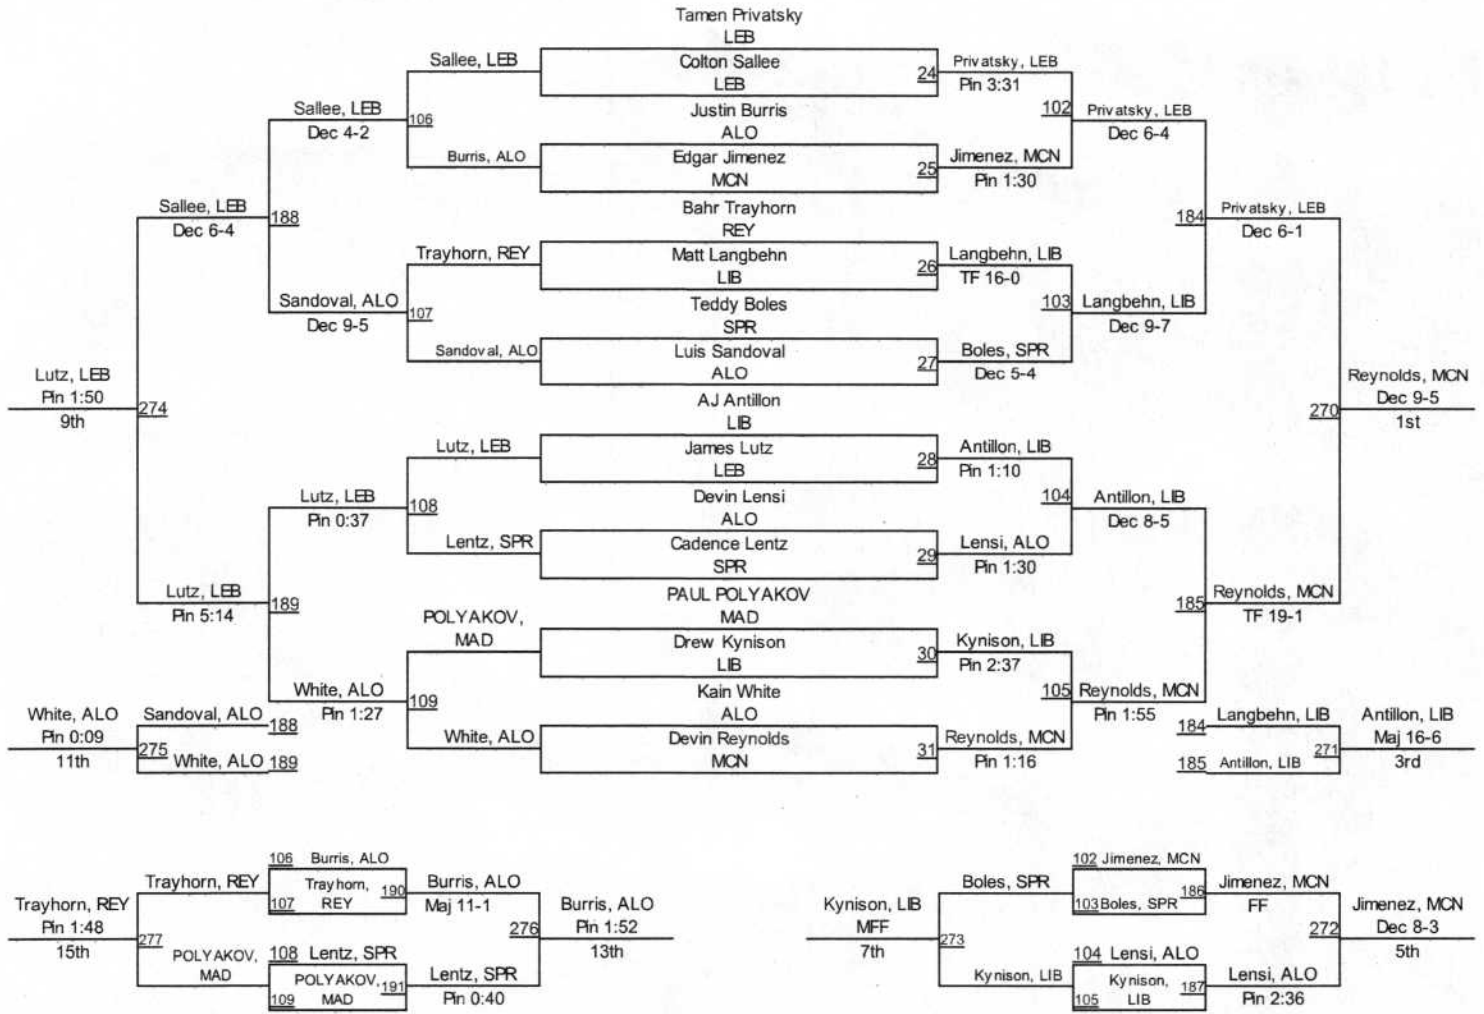 Tamen Privatsky
LEB
Sallee, LEB
Colton Sallee
LEB
24
Privatsky, LEB
Pin 3:31
Sallee, LEB
Dec 4-2
106
Justin Burris
ALO
102
Privatsky, LEB
Dec 6-4
Burris, ALO
Edgar Jimenez
MCN
25
Jimenez, MCN
Pin 1:30
Sallee, LEB
Dec 6-4
188
Bahr Trayhorn
REY
184
Privatsky, LEB
Dec 6-1
Trayhorn, REY
Matt Langbehn
LIB
26
Langbehn, LIB
TF 16-0
Sandoval, ALO
Dec 9-5
107
Teddy Boles
SPR
103
Langbehn, LIB
Dec 9-7
Sandoval, ALO
Luis Sandoval
ALO
27
Boles, SPR
Dec 5-4
Lutz, LEB
Pin 1:50
9th
274
AJ Antillon
LIB
270
Reynolds, MCN
Dec 9-5
1st
Lutz, LEB
James Lutz
LEB
28
Antillon, LIB
Pin 1:10
Lutz, LEB
Pin 0:37
108
Devin Lensi
ALO
104
Antillon, LIB
Dec 8-5
Lentz, SPR
Cadence Lentz
SPR
29
Lensi, ALO
Pin 1:30
Lutz, LEB
Pin 5:14
189
PAUL POLYAKOV
MAD
185
Reynolds, MCN
TF 19-1
POLYAKOV,
MAD
Drew Kynison
LIB
30
Kynison, LIB
Pin 2:37
White, ALO
Pin 1:27
109
Kain White
ALO
105
Reynolds, MCN
Pin 1:55
White, ALO
Devin Reynolds
MCN
31
Reynolds, MCN
Pin 1:16
White, ALO
Pin 0:09
11th
Sandoval, ALO
188
275
White, ALO
189
184
Langbehn, LIB
271
185
Antillon, LIB
Antillon, LIB
Maj 16-6
3rd
Trayhorn, REY
Pin 1:48
15th
277
Trayhorn, REY
POLYAKOV,
MAD
106
Burris, ALO
Trayhorn,
REY
107
190
Burris, ALO
Maj 11-1
108
Lentz, SPR
POLYAKOV,
MAD
109
191
Lentz, SPR
Pin 0:40
276
Burris, ALO
Pin 1:52
13th
Kynison, LIB
MFF
7th
273
Boles, SPR
Kynison, LIB
102
Jimenez, MCN
103
Boles, SPR
186
Jimenez, MCN
FF
104
Lensi, ALO
Kynison,
LIB
105
187
Lensi, ALO
Pin 2:36
272
Jimenez, MCN
Dec 8-3
5th